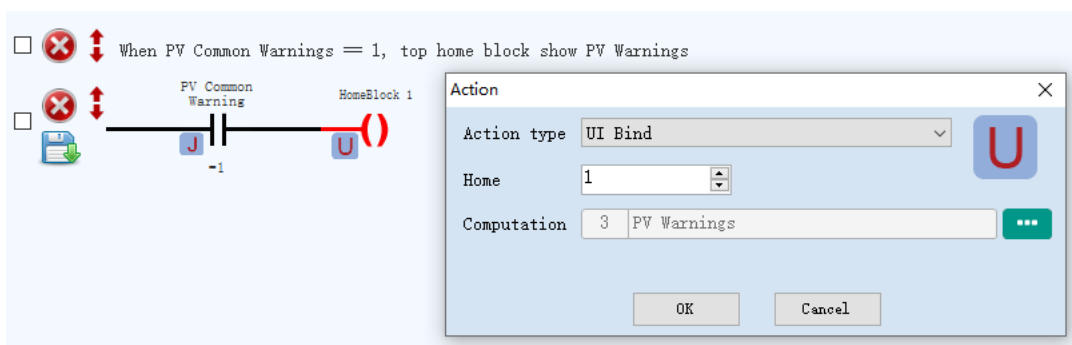 When PV Common Warnings == 1, top home block show PV Warnings
PV Common
Warning
HomeBlock 1
J
U
=1
Action
Action type UI Bind
U
Home 1
Computation 3 PV Warnings
OK Cancel